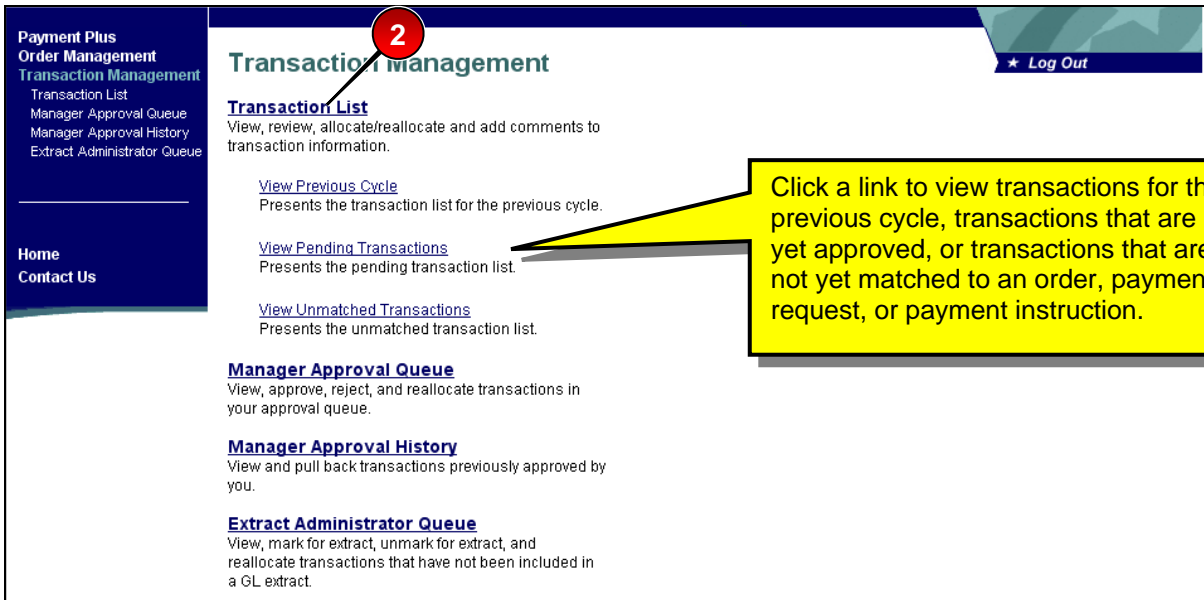 Payment Plus
Order Management
Transaction Management
Transaction List
Manager Approval Queue
Manager Approval History
Extract Administrator Queue
Home
Contact Us
2
Transaction Management
★ Log Out
Transaction List
View, review, allocate/reallocate and add comments to
transaction information.
View Previous Cycle
Presents the transaction list for the previous cycle.
View Pending Transactions
Presents the pending transaction list.
View Unmatched Transactions
Presents the unmatched transaction list.
Manager Approval Queue
View, approve, reject, and reallocate transactions in
your approval queue.
Manager Approval History
View and pull back transactions previously approved by
you.
Extract Administrator Queue
View, mark for extract, unmark for extract, and
reallocate transactions that have not been included in
a GL extract.
Click a link to view transactions for th
previous cycle, transactions that are
yet approved, or transactions that are
not yet matched to an order, paymen
request, or payment instruction.